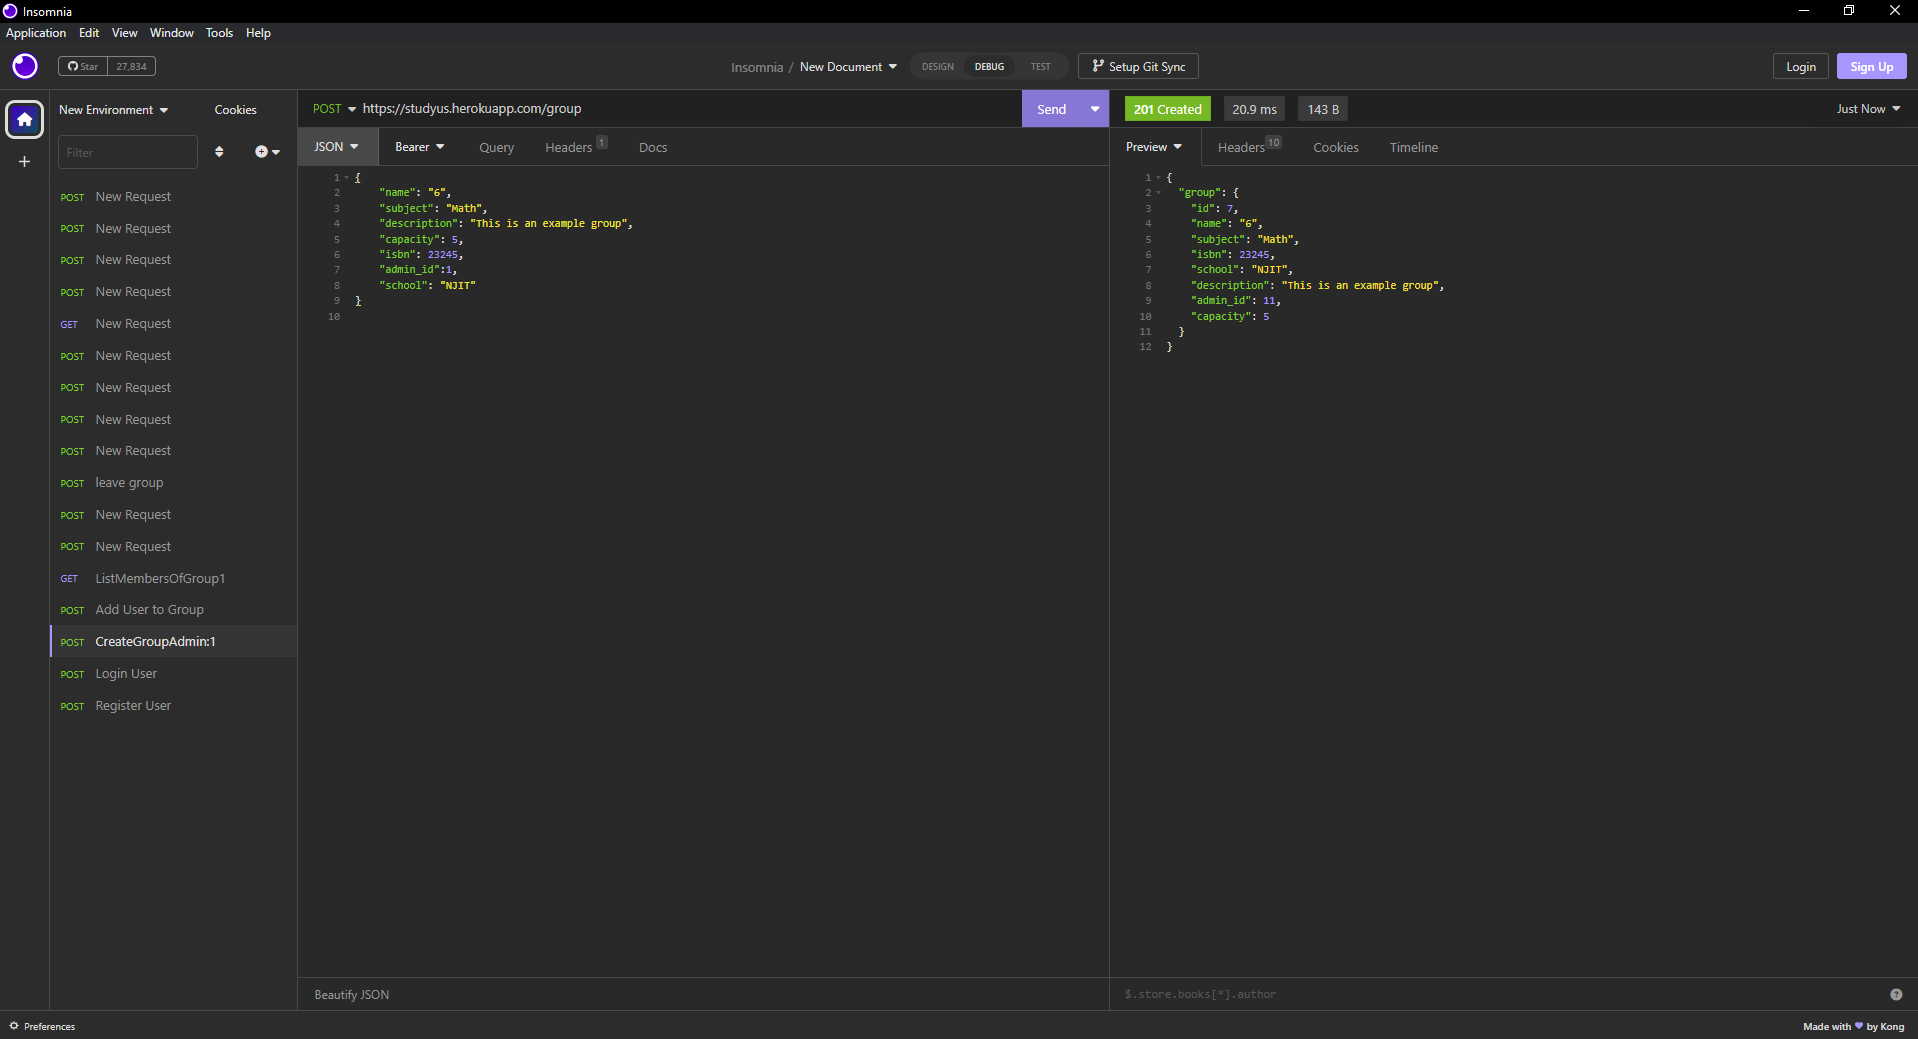 Insomnia
Application Edit View Window Tools Help
Star 27,834
Insomnia / New Document DESIGN DEBUG TEST Setup Git Sync Login Sign Up
New Environment Cookies
POST https://studyus.herokuapp.com/group Send 201 Created 20.9 ms 143 B Just Now
Filter
JSON Bearer Query Headers 1 Docs
Preview Headers 10 Cookies Timeline
POST New Request
POST New Request
POST New Request
POST New Request
GET New Request
POST New Request
POST New Request
POST New Request
POST New Request
POST leave group
POST New Request
POST New Request
GET ListMembersOfGroup1
POST Add User to Group
POST CreateGroupAdmin:1
POST Login User
POST Register User
1 {
2 "name": "6",
3 "subject": "Math",
4 "description": "This is an example group",
5 "capacity": 5,
6 "isbn": 23245,
7 "admin_id":1,
8 "school": "NJIT"
9 }
10
1 {
2 "group": {
3 "id": 7,
4 "name": "6",
5 "subject": "Math",
6 "isbn": 23245,
7 "school": "NJIT",
8 "description": "This is an example group",
9 "admin_id": 11,
10 "capacity": 5
11 }
12 }
Beautify JSON
$.store.books[*].author ?
Preferences
Made with ♥ by Kong